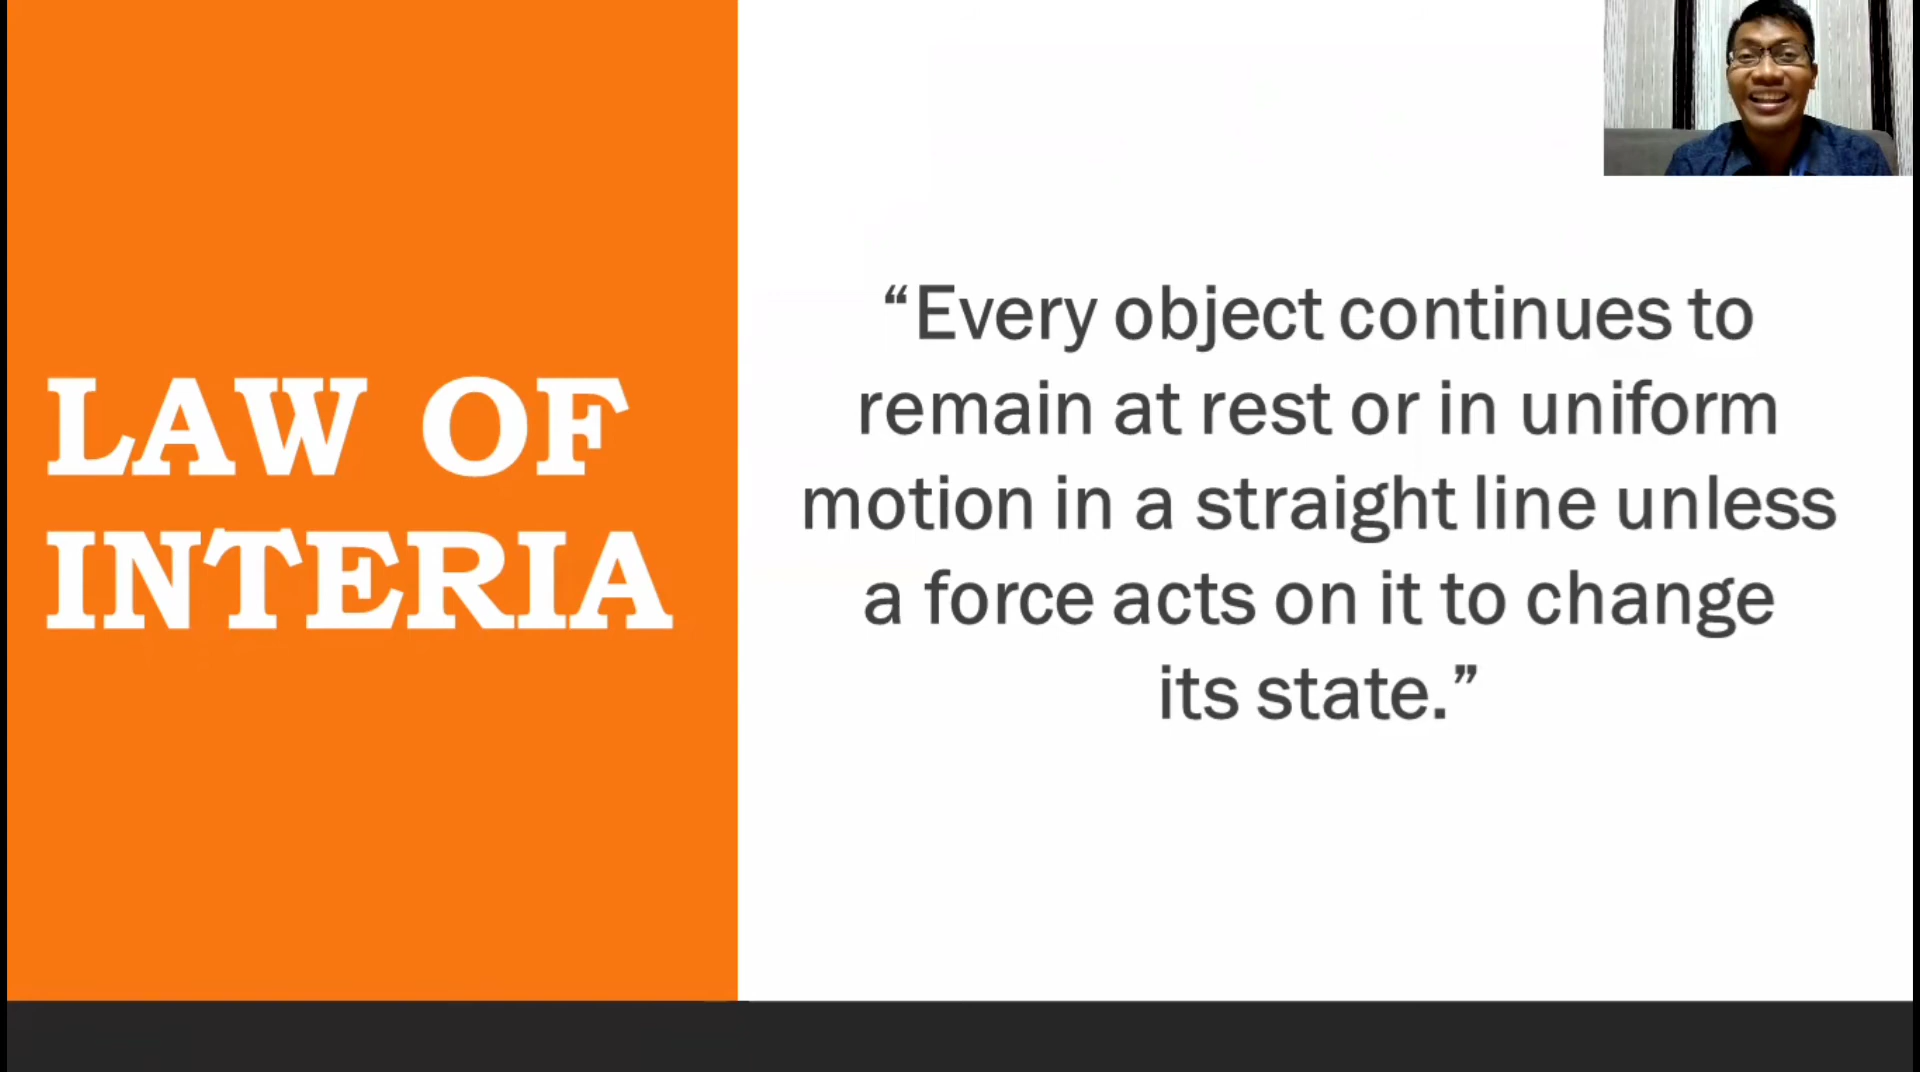 LAW OF
INTERIA
“Every object continues to
remain at rest or in uniform
motion in a straight line unless
a force acts on it to change
its state.”